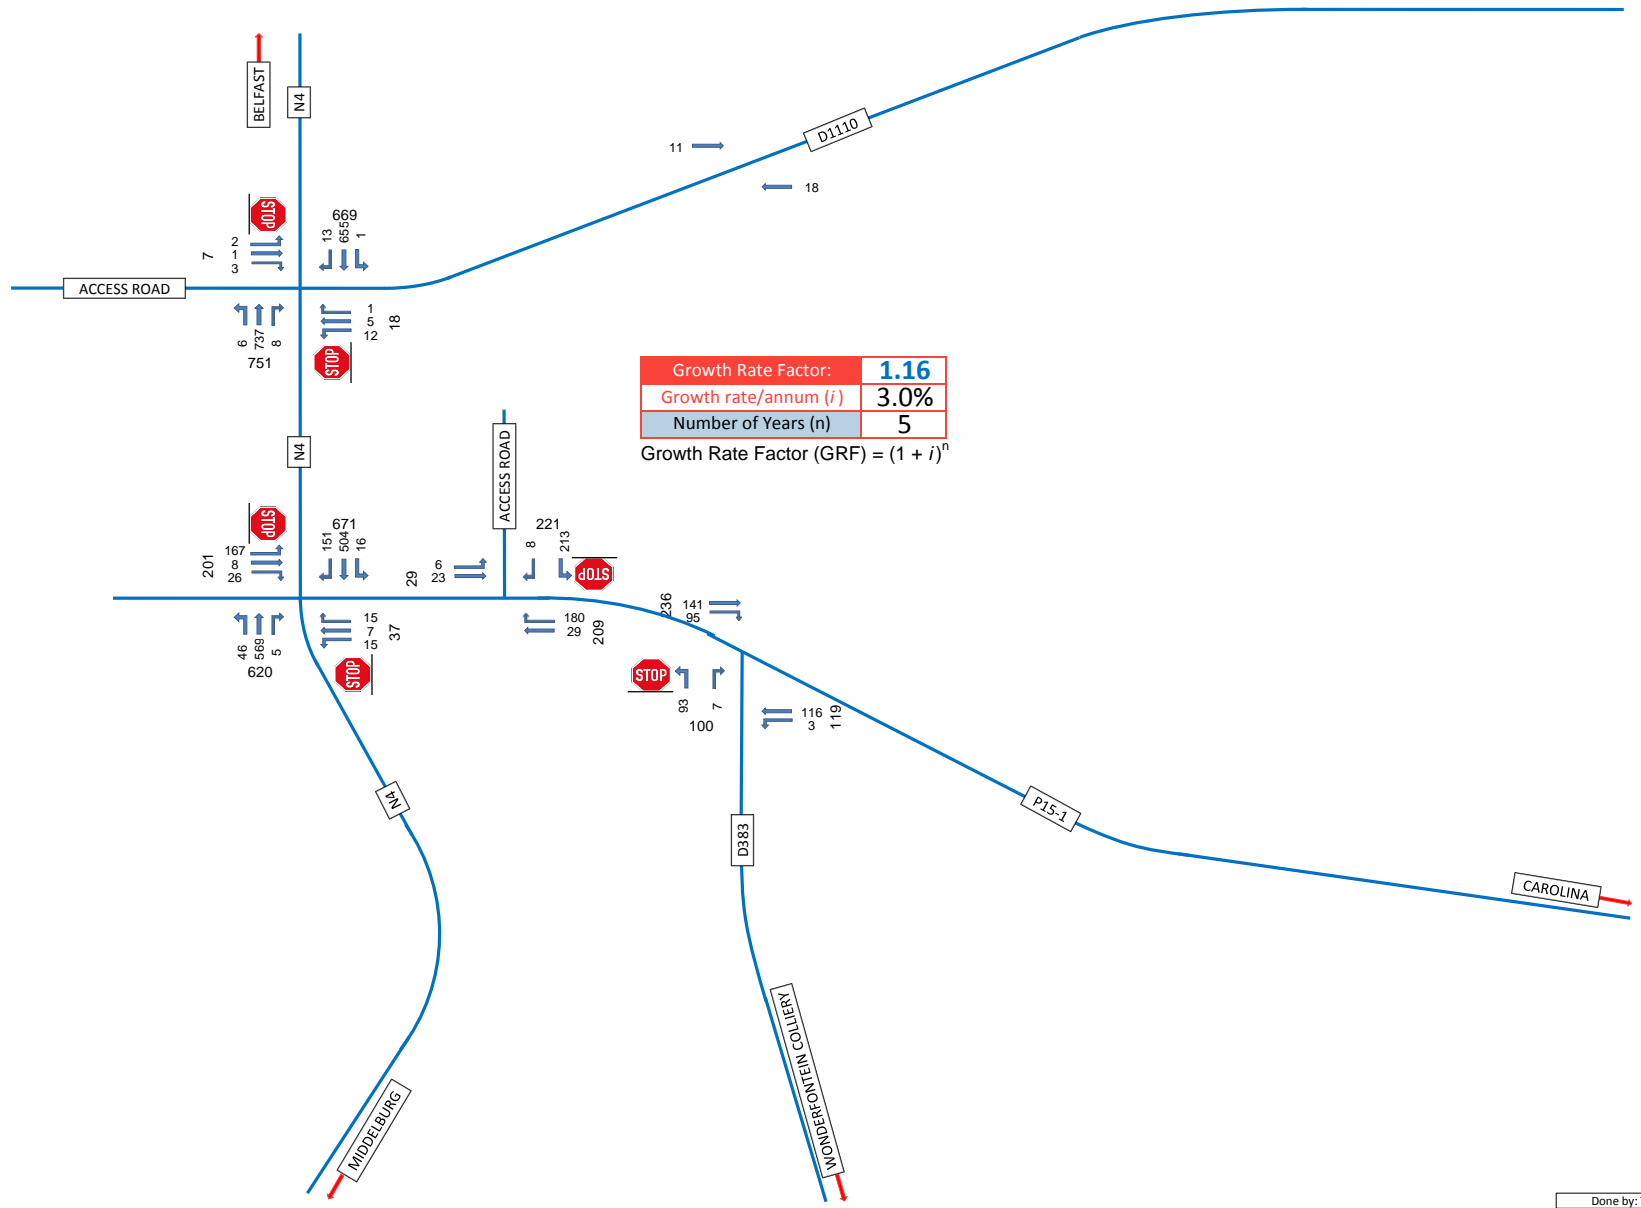 BELFAST
N4
D1110
11
18
STOP
669
13
655
1
7
2
1
3
ACCESS ROAD
6
737
8
751
1
5
12
18
STOP
Growth Rate Factor: 1.16
Growth rate/annum (i) 3.0%
Number of Years (n) 5
Growth Rate Factor (GRF) = (1 + i)ⁿ
N4
ACCESS ROAD
STOP
671
151
504
16
201
167
8
26
29
6
23
221
8
213
STOP
46
569
5
620
15
7
15
37
STOP
180
29
209
236
141
95
STOP
93
7
100
116
3
119
N4
D383
P15-1
CAROLINA
WONDERFONTEIN COLLIERY
MIDDELBURG
Done by: